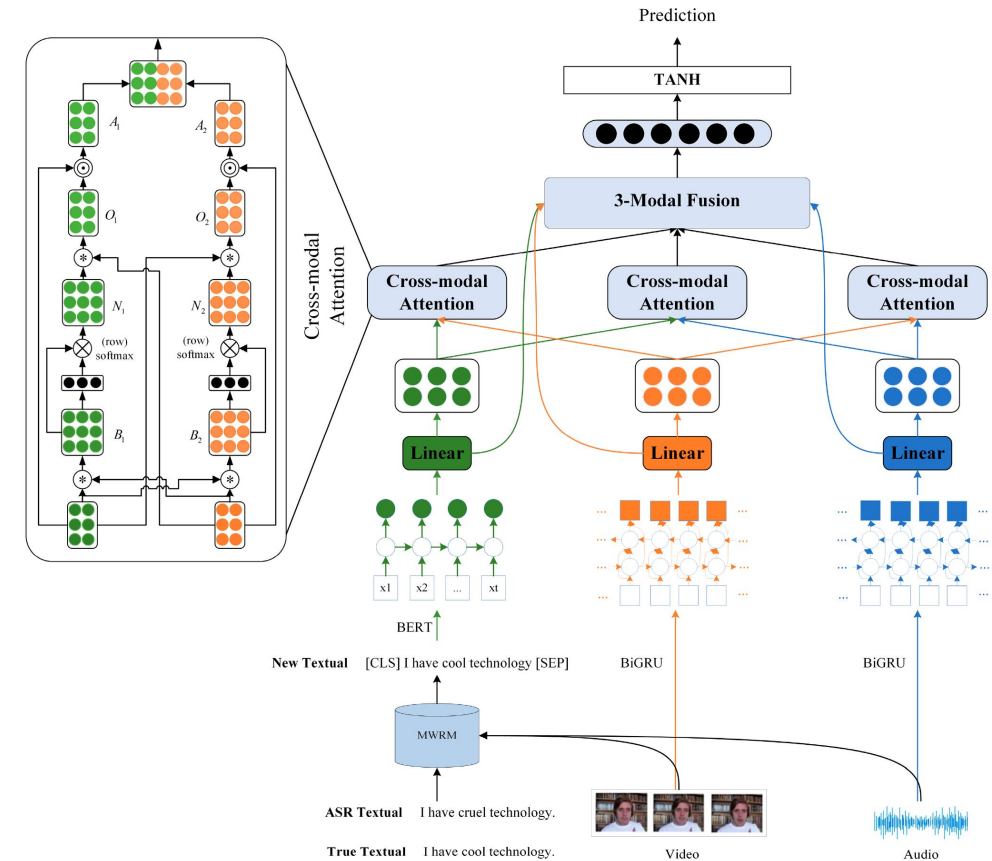 Prediction
TANH
3-Modal Fusion
Cross-modal
Attention
Cross-modal
Attention
Cross-modal
Attention
Cross-modal
Attention
A1
A2
O1
O2
N1
N2
(row)
softmax
(row)
softmax
B1
B2
Linear
Linear
Linear
x1
x2
...
xt
BERT
BiGRU
BiGRU
New Textual [CLS] I have cool technology [SEP]
MWRM
ASR Textual I have cruel technology.
True Textual I have cool technology.
Video
Audio